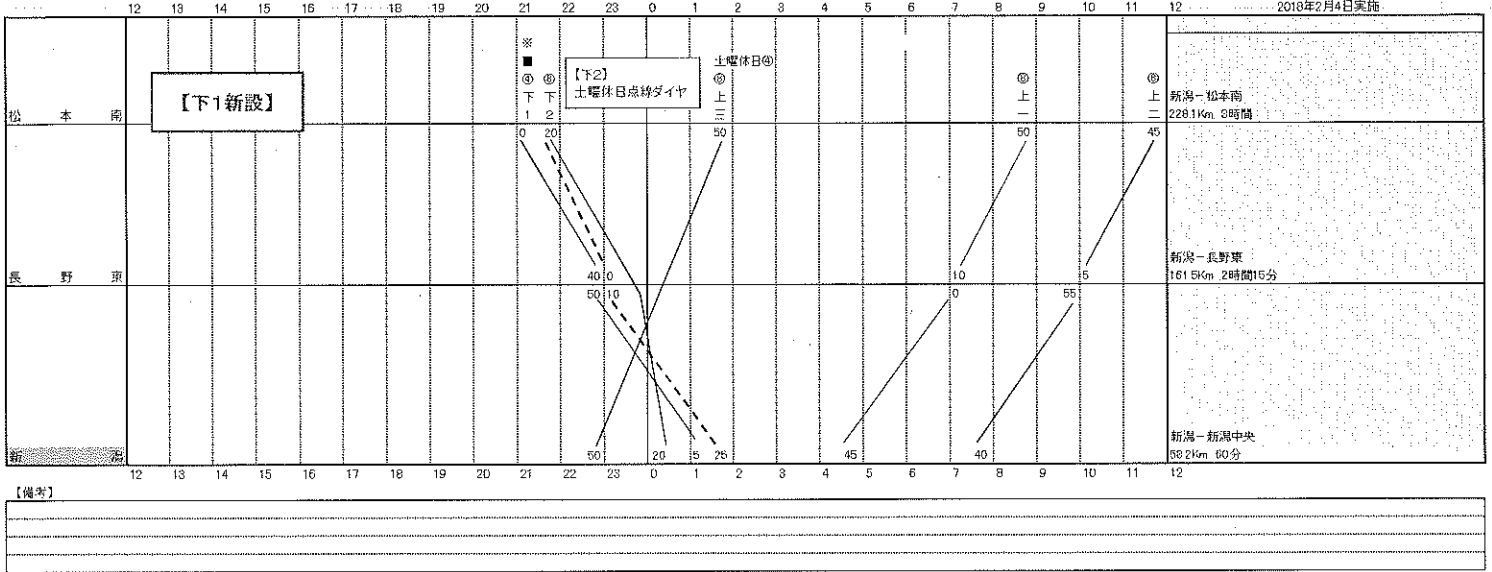 12 13 14 15 16 17 18 19 20 21 22 23 0 1 2 3 4 5 6 7 8 9 10 11 12 2018年2月4日実施
※
■ 土曜休日④
④ ⑧ 【下2】 ⑧ ⑧ ⑧
下 下 土曜休日点線ダイヤ 上 上 上
1 2 三 一 二
【下1新設】
松本南
新潟－松本南
228.1Km 3時間
0 20 50 50 45
長野東
新潟－長野東
161.5Km 2時間15分
40 0 10 5
50 10 0 55
新潟
新潟－新潟中央
58.2Km 60分
50 20 5 25 45 40
12 13 14 15 16 17 18 19 20 21 22 23 0 1 2 3 4 5 6 7 8 9 10 11 12
【備考】